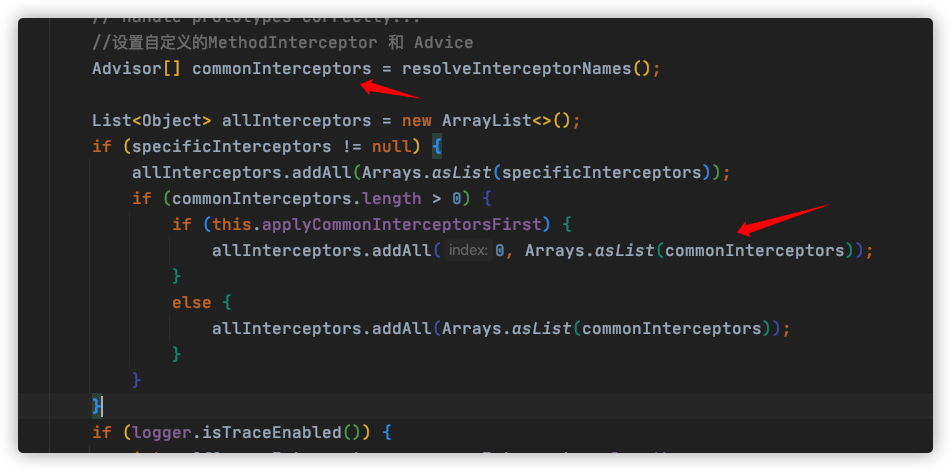 // Handle prototypes correctly...
//设置自定义的MethodInterceptor 和 Advice
Advisor[] commonInterceptors = resolveInterceptorNames();
List<Object> allInterceptors = new ArrayList<>();
if (specificInterceptors != null) {
allInterceptors.addAll(Arrays.asList(specificInterceptors));
if (commonInterceptors.length > 0) {
if (this.applyCommonInterceptorsFirst) {
allInterceptors.addAll( index: 0, Arrays.asList(commonInterceptors));
}
else {
allInterceptors.addAll(Arrays.asList(commonInterceptors));
}
}
}
if (logger.isTraceEnabled()) {